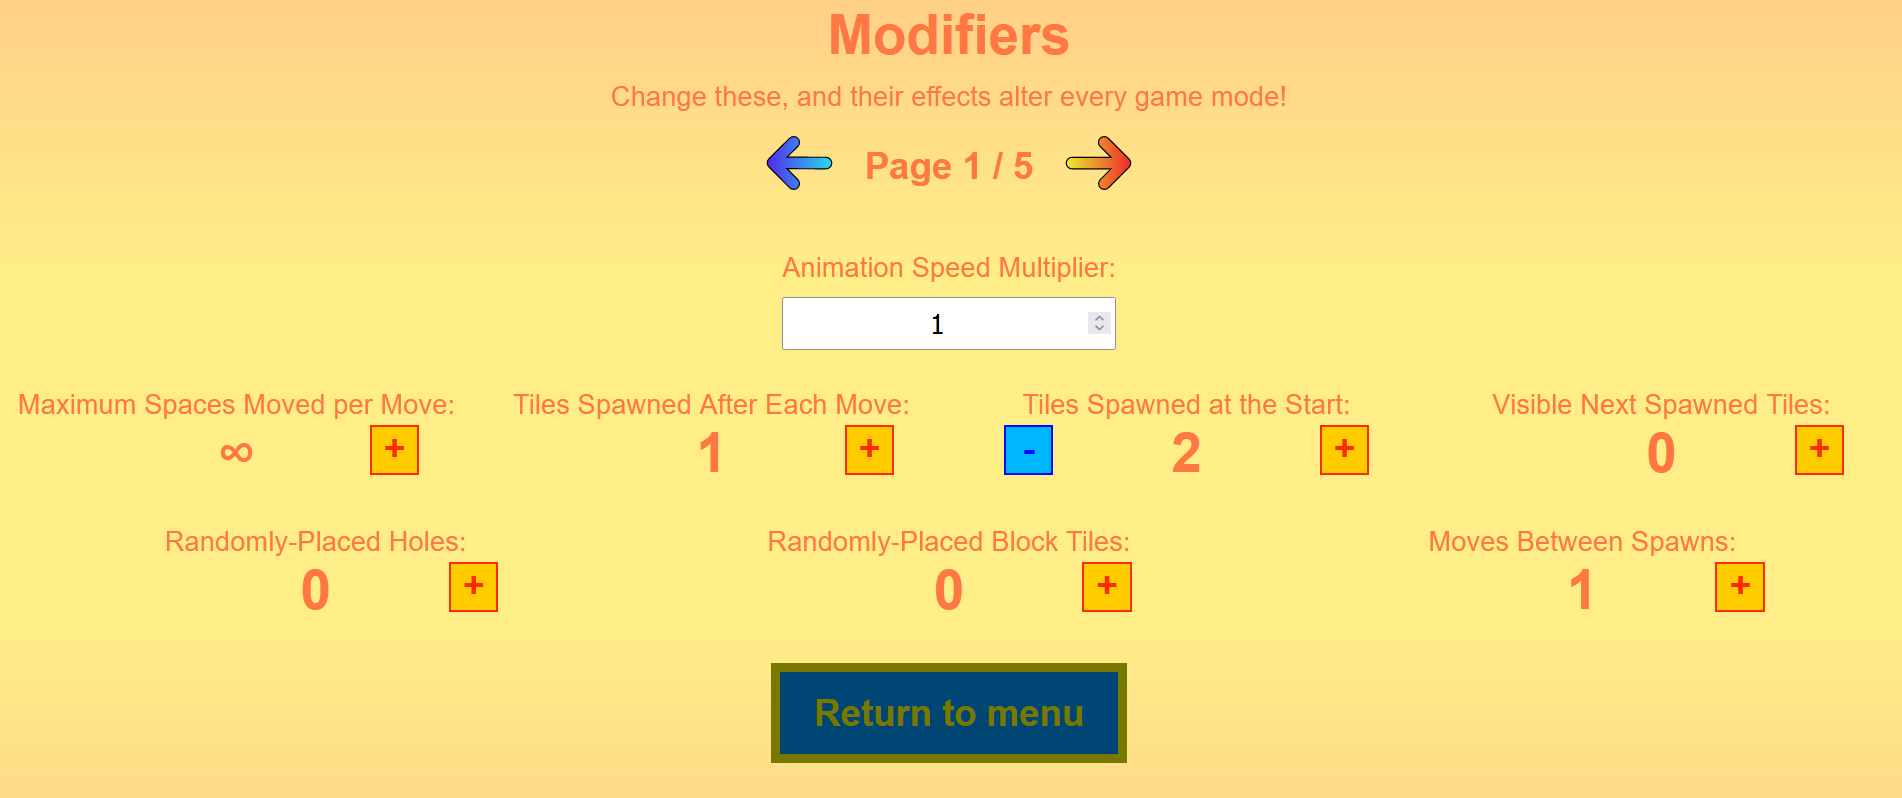 Modifiers
Change these, and their effects alter every game mode!
Page 1 / 5
Animation Speed Multiplier:
1
Maximum Spaces Moved per Move: Tiles Spawned After Each Move: Tiles Spawned at the Start: Visible Next Spawned Tiles:
∞ + 1 + - 2 + 0 +
Randomly-Placed Holes: Randomly-Placed Block Tiles: Moves Between Spawns:
0 + 0 + 1 +
Return to menu